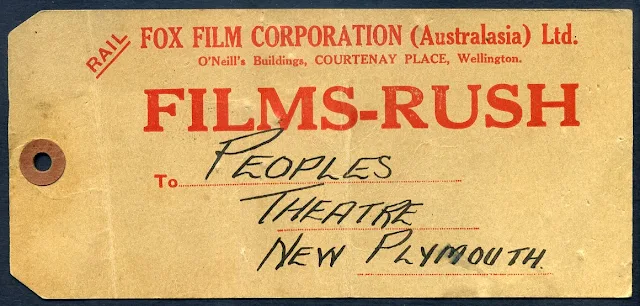 RAIL
FOX FILM CORPORATION (Australasia) Ltd.
O'Neill's Buildings, COURTENAY PLACE, Wellington.
FILMS-RUSH
To PEOPLES
THEATRE
NEW PLYMOUTH.